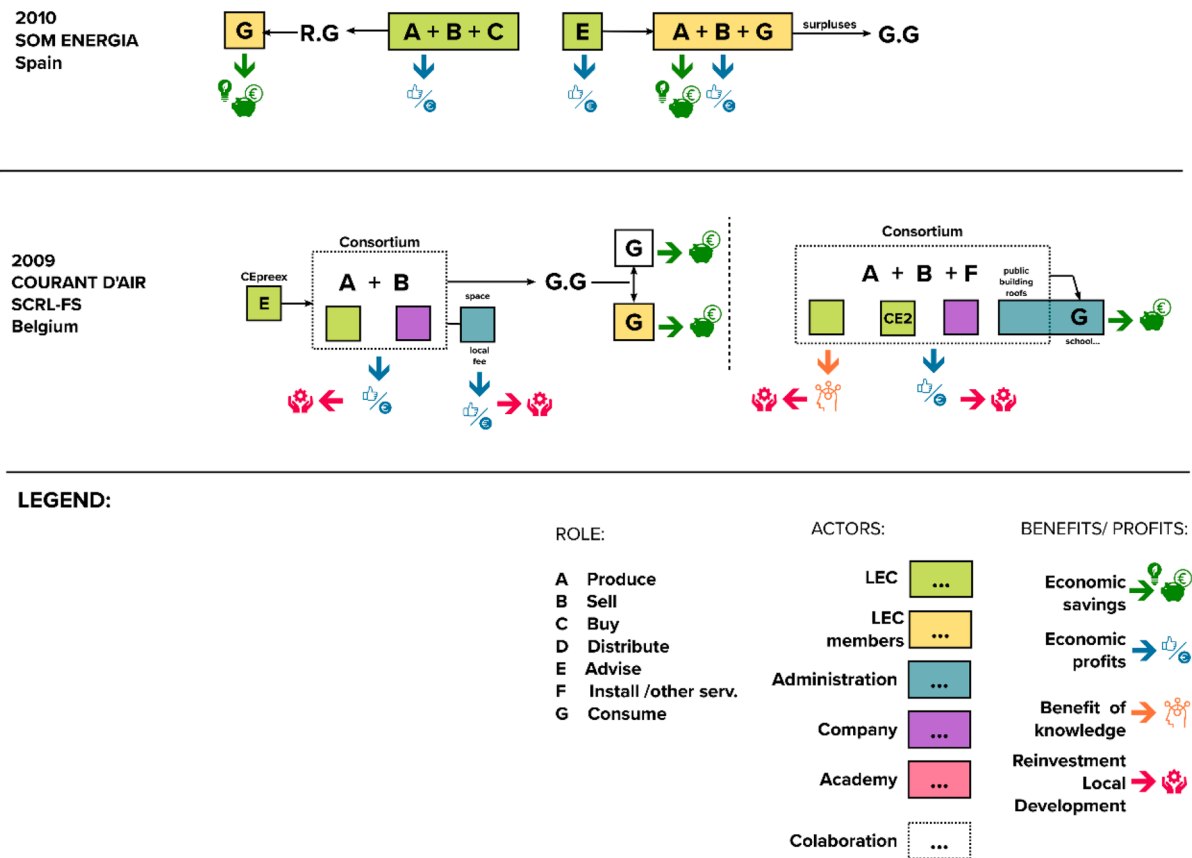 2010
SOM ENERGIA
Spain
G
R.G
A + B + C
E
A + B + G
surpluses
G.G
€
€
€
€
€
€
2009
COURANT D'AIR
SCRL-FS
Belgium
CEpreex
E
Consortium
A + B
space
local
fee
G.G
G
€
G
€
€
€
Consortium
A + B + F
public
building
roofs
CE2
G
school...
€
€
LEGEND:
ROLE:
A Produce
B Sell
C Buy
D Distribute
E Advise
F Install /other serv.
G Consume
ACTORS:
LEC
...
LEC
members
...
Administration
...
Company
...
Academy
...
Colaboration
...
BENEFITS/ PROFITS:
Economic
savings
€
Economic
profits
€
Benefit of
knowledge
Reinvestment
Local
Development